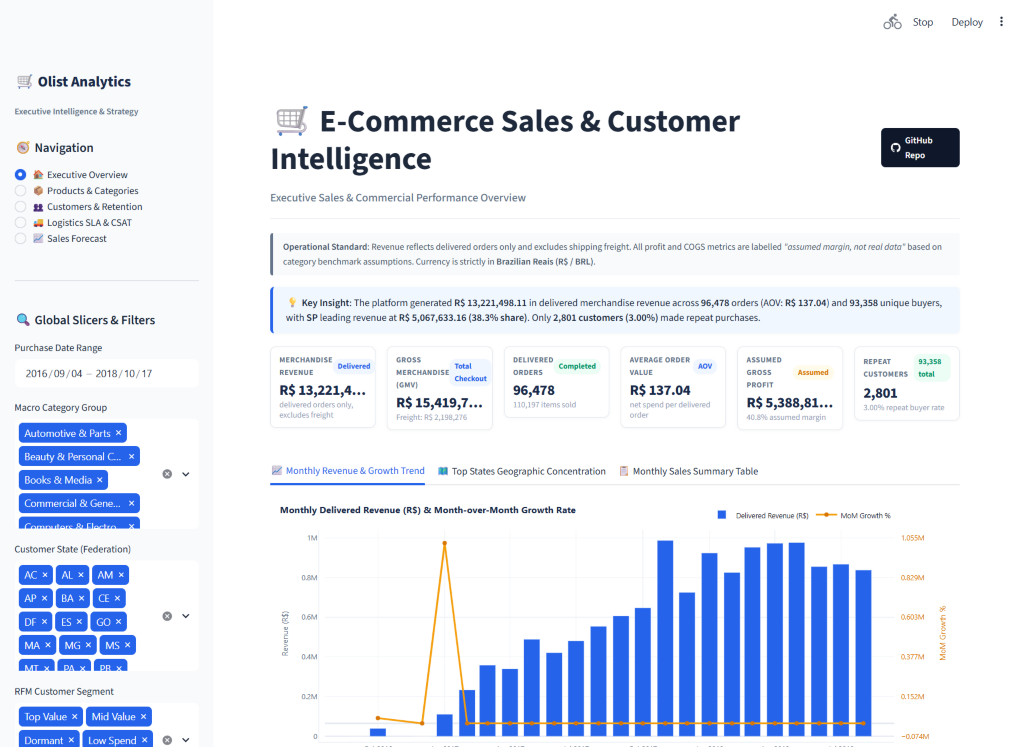 Stop Deploy
Olist Analytics
Executive Intelligence & Strategy
Navigation
Executive Overview
Products & Categories
Customers & Retention
Logistics SLA & CSAT
Sales Forecast
Global Slicers & Filters
Purchase Date Range
2016/09/04 – 2018/10/17
Macro Category Group
Automotive & Parts ×
Beauty & Personal C... ×
Books & Media ×
Commercial & Gene... ×
Computers & Electro... ×
Customer State (Federation)
AC × AL × AM ×
AP × BA × CE ×
DF × ES × GO ×
MA × MG × MS ×
MT × PA × PB ×
RFM Customer Segment
Top Value × Mid Value ×
Dormant × Low Spend ×
E-Commerce Sales & Customer
Intelligence
GitHub
Repo
Executive Sales & Commercial Performance Overview
Operational Standard: Revenue reflects delivered orders only and excludes shipping freight. All profit and COGS metrics are labelled "assumed margin, not real data" based on
category benchmark assumptions. Currency is strictly in Brazilian Reais (R$ / BRL).
Key Insight: The platform generated R$ 13,221,498.11 in delivered merchandise revenue across 96,478 orders (AOV: R$ 137.04) and 93,358 unique buyers,
with SP leading revenue at R$ 5,067,633.16 (38.3% share). Only 2,801 customers (3.00%) made repeat purchases.
MERCHANDISE
REVENUE
Delivered
R$ 13,221,4...
delivered orders only,
excludes freight
GROSS
MERCHANDISE
(GMV)
Total
Checkout
R$ 15,419,7...
Freight: R$ 2,198,276
DELIVERED
ORDERS
Completed
96,478
110,197 items sold
AVERAGE ORDER
VALUE
AOV
R$ 137.04
net spend per delivered
order
ASSUMED
GROSS
PROFIT
Assumed
R$ 5,388,81...
40.8% assumed margin
REPEAT
CUSTOMERS
93,358
total
2,801
3.00% repeat buyer rate
Monthly Revenue & Growth Trend
Top States Geographic Concentration
Monthly Sales Summary Table
Monthly Delivered Revenue (R$) & Month-over-Month Growth Rate
Delivered Revenue (R$) MoM Growth %
1M
0.8M
0.6M
0.4M
0.2M
0
Revenue (R$)
1.055M
0.829M
0.603M
0.377M
0.152M
−0.074M
MoM Growth %